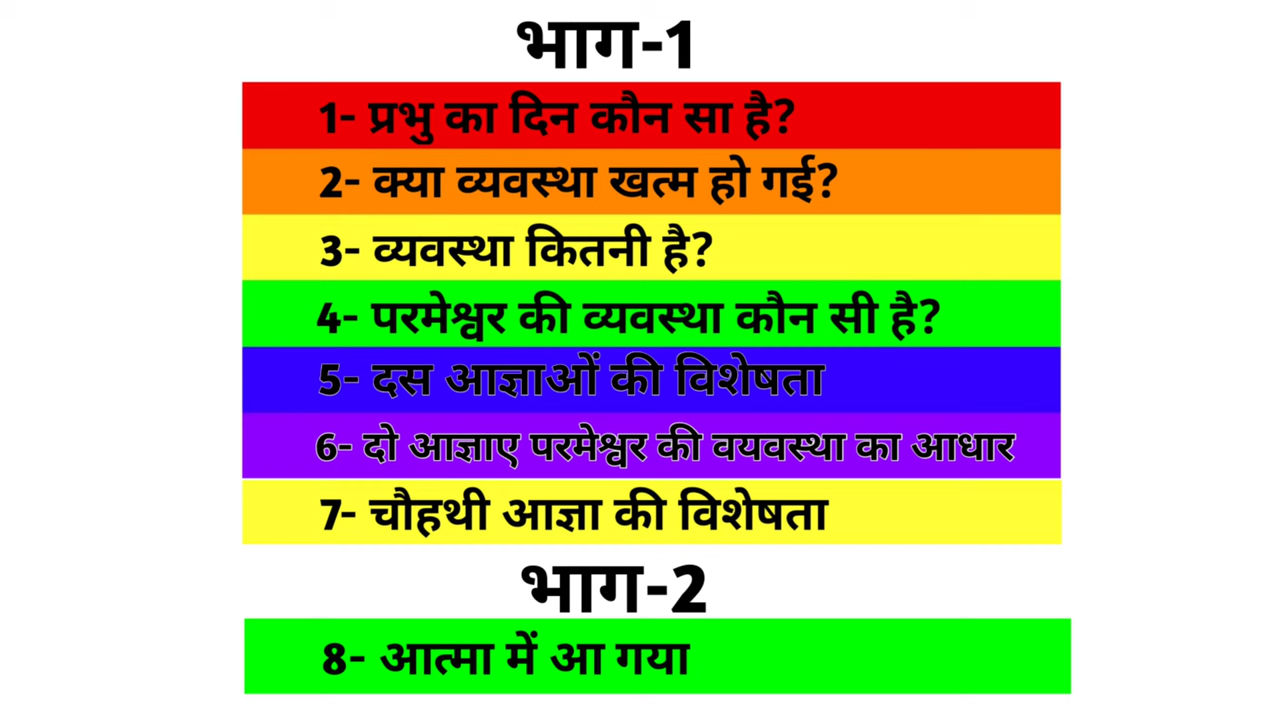 भाग-1
1- प्रभु का दिन कौन सा है?
2- क्या व्यवस्था खत्म हो गई?
3- व्यवस्था कितनी है?
4- परमेश्वर की व्यवस्था कौन सी है?
5- दस आज्ञाओं की विशेषता
6- दो आज्ञाए परमेश्वर की वयवस्था का आधार
7- चौहथी आज्ञा की विशेषता
भाग-2
8- आत्मा में आ गया